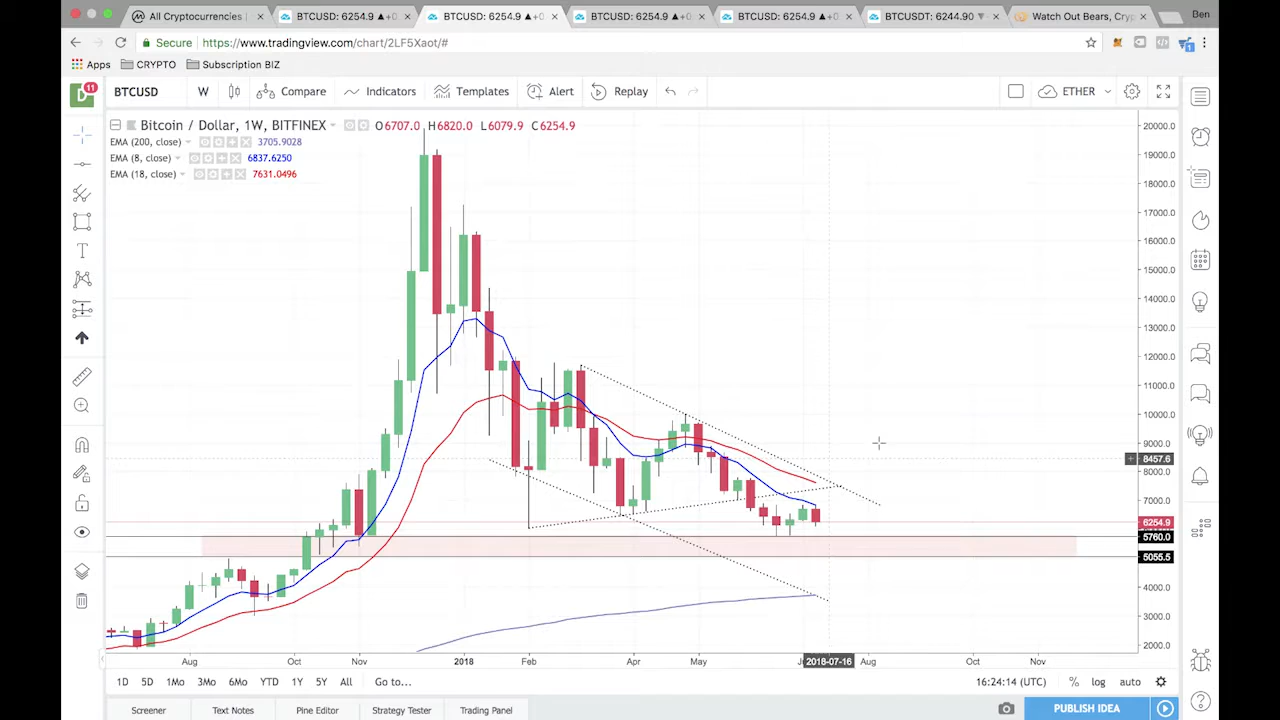 All Cryptocurrencies | BTCUSD: 6254.9 ▲+0 BTCUSD: 6254.9 ▲+0 BTCUSD: 6254.9 ▲+0 BTCUSD: 6254.9 ▲+0 BTCUSDT: 6244.90 ▼ Watch Out Bears, Cryp Ben
Secure https://www.tradingview.com/chart/2LF5Xaot/#
Apps CRYPTO Subscription BIZ
11 BTCUSD W Compare Indicators Templates Alert Replay ETHER
Bitcoin / Dollar, 1W, BITFINEX O6707.0 H6820.0 L6079.9 C6254.9
EMA (200, close) 3705.9028
EMA (8, close) 6837.6250
EMA (18, close) 7631.0496
20000.0
19000.0
18000.0
17000.0
16000.0
15000.0
14000.0
13000.0
12000.0
11000.0
10000.0
9000.0
8457.6
8000.0
7000.0
6254.9
5760.0
5055.5
4000.0
3000.0
2000.0
Aug Oct Nov 2018 Feb Apr May 2018-07-16 Aug Oct Nov
1D 5D 1Mo 3Mo 6Mo YTD 1Y 5Y All Go to... 16:24:14 (UTC) % log auto
Screener Text Notes Pine Editor Strategy Tester Trading Panel PUBLISH IDEA